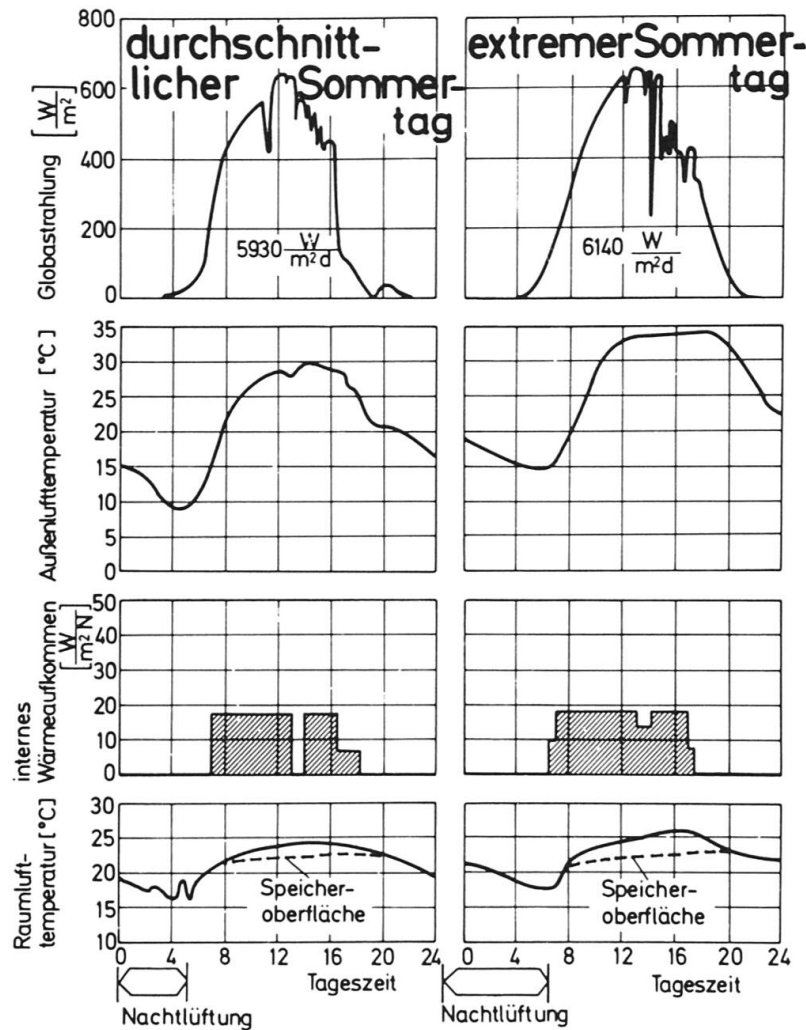 durchschnitt-
licher Sommer-
tag
extremer Sommer-
tag
Globastrahlung [W/m²]
800
600
400
200
0
5930 W/m²d
6140 W/m²d
Außenlufttemperatur [°C]
35
30
25
20
15
10
5
0
internes
Wärmeaufkommen
[W/m² N]
50
40
30
20
10
0
Raumluft-
temperatur [°C]
30
25
20
15
10
Speicher-
oberfläche
Speicher-
oberfläche
0 4 8 12 16 20 24
0 4 8 12 16 20 24
Tageszeit
Tageszeit
Nachtlüftung
Nachtlüftung